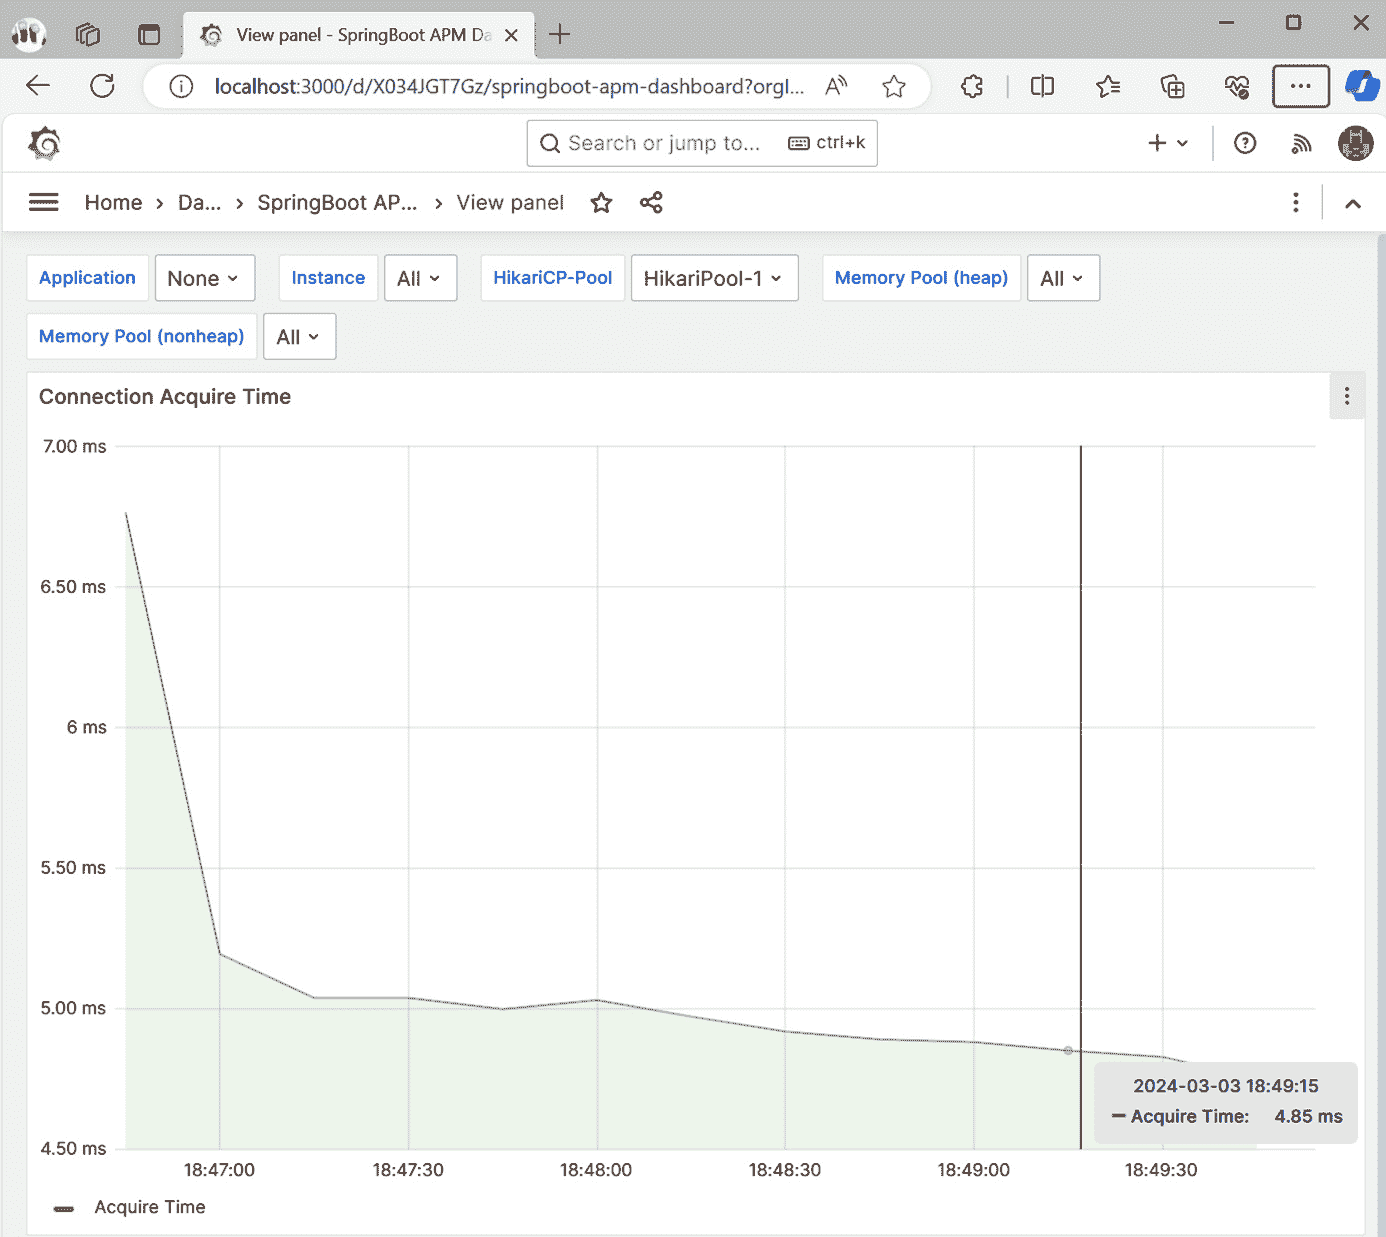 View panel - SpringBoot APM Da
localhost:3000/d/X034JGT7Gz/springboot-apm-dashboard?orgI...
Search or jump to... ctrl+k
Home › Da... › SpringBoot AP... › View panel
Application None Instance All HikariCP-Pool HikariPool-1 Memory Pool (heap) All
Memory Pool (nonheap) All
Connection Acquire Time
7.00 ms
6.50 ms
6 ms
5.50 ms
5.00 ms
4.50 ms
2024-03-03 18:49:15
Acquire Time: 4.85 ms
18:47:00 18:47:30 18:48:00 18:48:30 18:49:00 18:49:30
Acquire Time